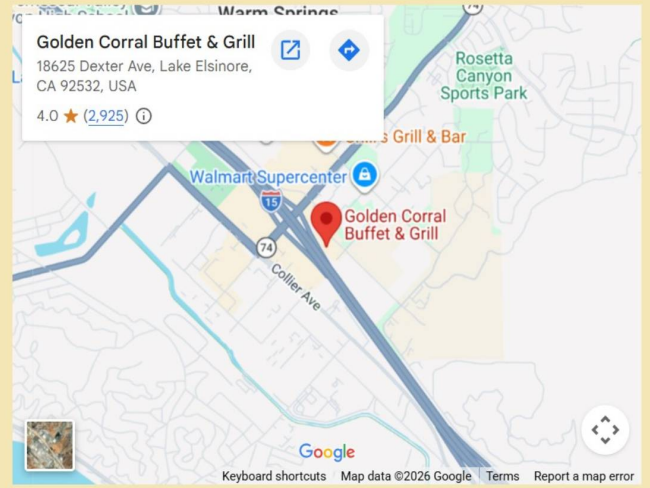 Warm Springs
74
Golden Corral Buffet & Grill
18625 Dexter Ave, Lake Elsinore,
CA 92532, USA
4.0 ★ (2,925)
Rosetta
Canyon
Sports Park
Grill & Bar
Walmart Supercenter
15
Golden Corral
Buffet & Grill
74
Collier Ave
Google
Keyboard shortcuts Map data ©2026 Google Terms Report a map error